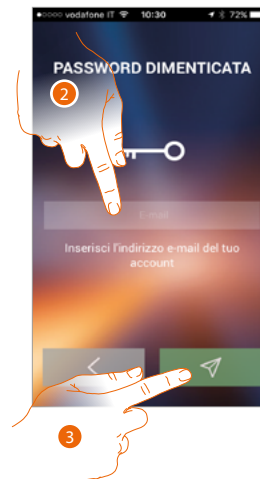 vodafone IT 10:30 72%
PASSWORD DIMENTICATA
2
E-mail
Inserisci l'indirizzo e-mail del tuo
account
3